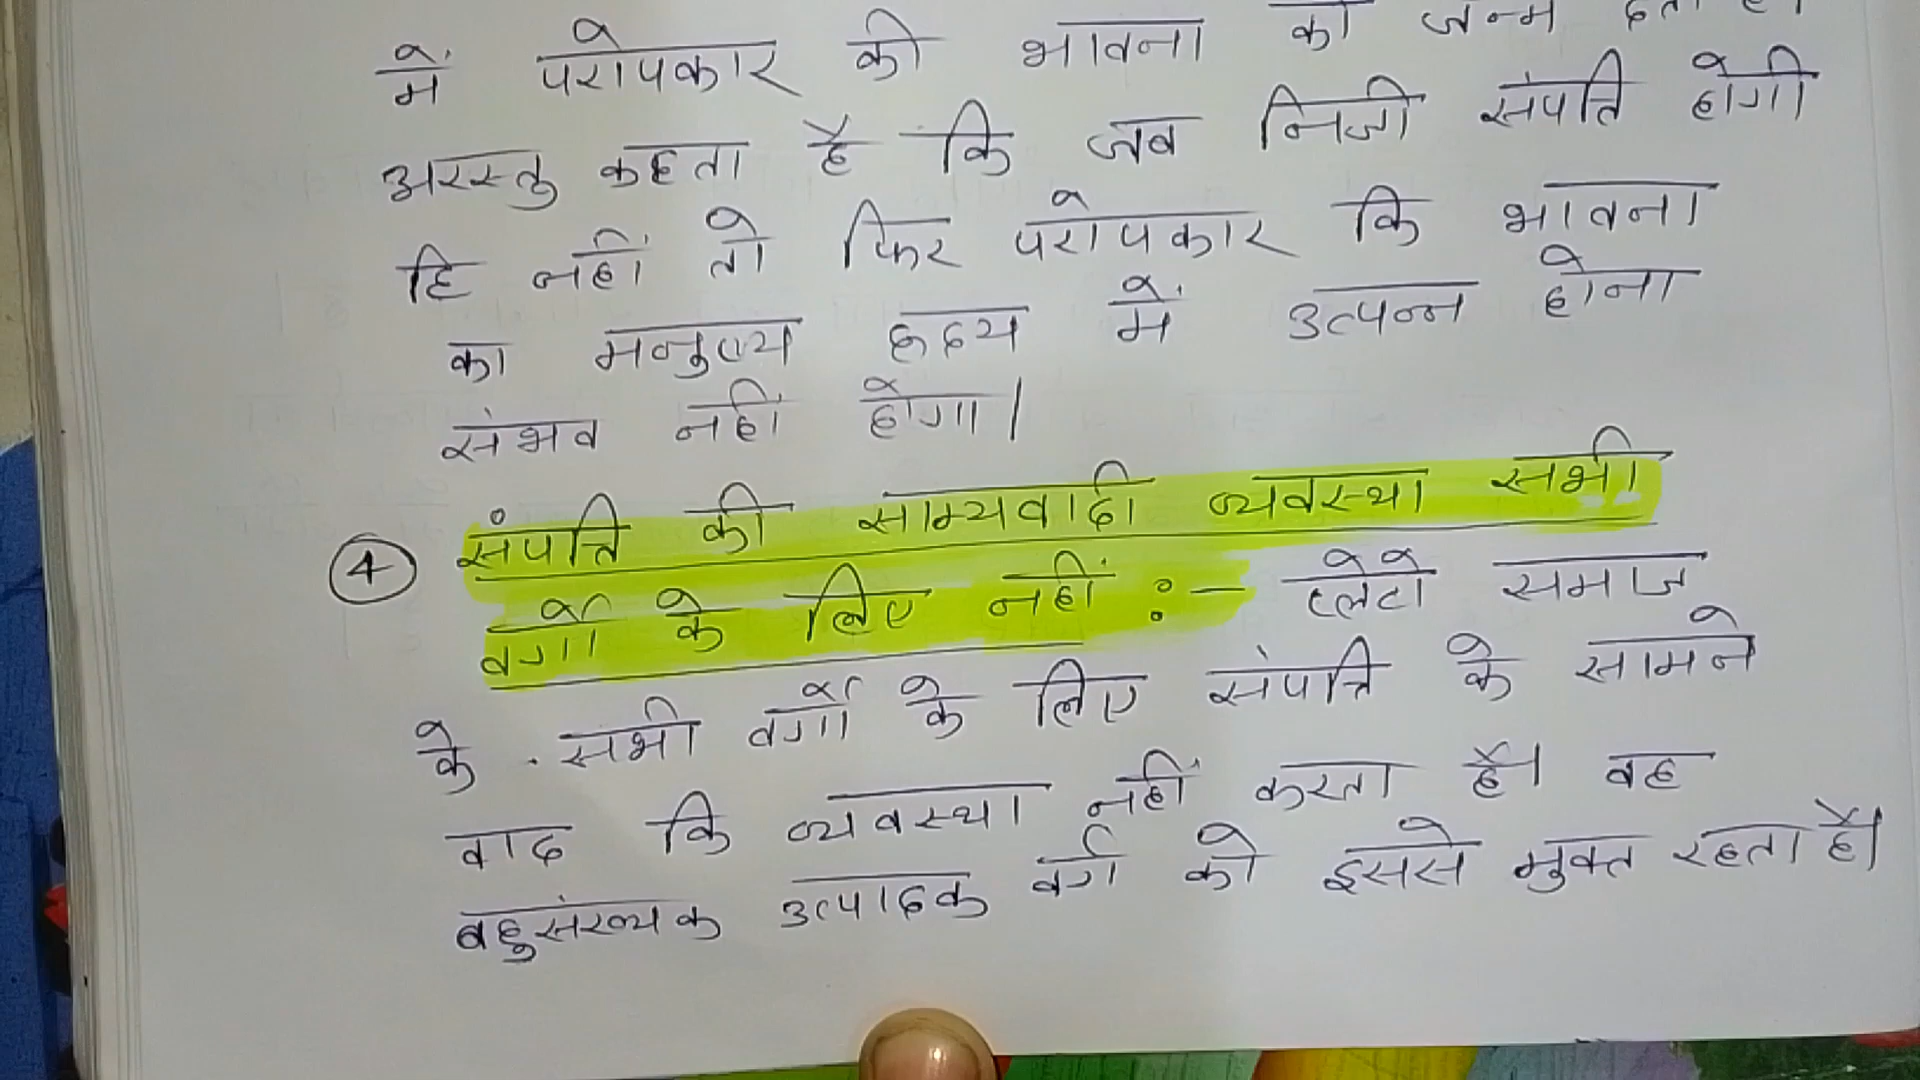 में परोपकार की भावना को जन्म देता है।
अरस्तु कहता है कि जब निजी संपत्ति होगी
हि नहीं तो फिर परोपकार कि भावना
का मनुष्य हृदय में उत्पन्न होना
संभव नहीं होगा।
④ संपत्ति की साम्यवादी व्यवस्था सभी
वर्गों के लिए नहीं :- प्लेटो समाज
के सभी वर्गों के लिए संपत्ति के सामने
वाद कि व्यवस्था नहीं करता है। वह
बहुसंख्यक उत्पादक वर्ग को इससे मुक्त रहता है।